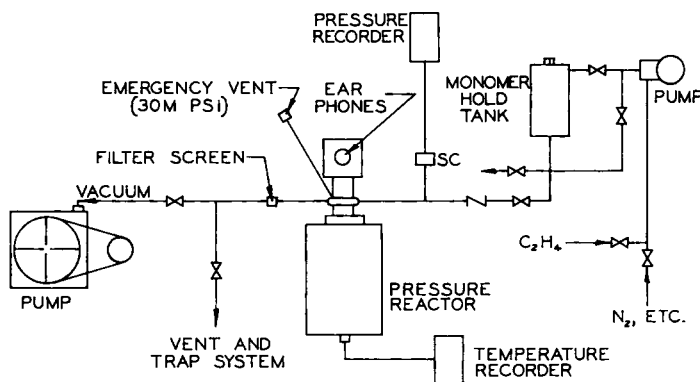 PRESSURE
RECORDER
EMERGENCY VENT
(30M PSI)
EAR
PHONES
MONOMER
HOLD
TANK
PUMP
FILTER SCREEN
SC
VACUUM
C₂H₄
PUMP
PRESSURE
REACTOR
N₂, ETC.
VENT AND
TRAP SYSTEM
TEMPERATURE
RECORDER